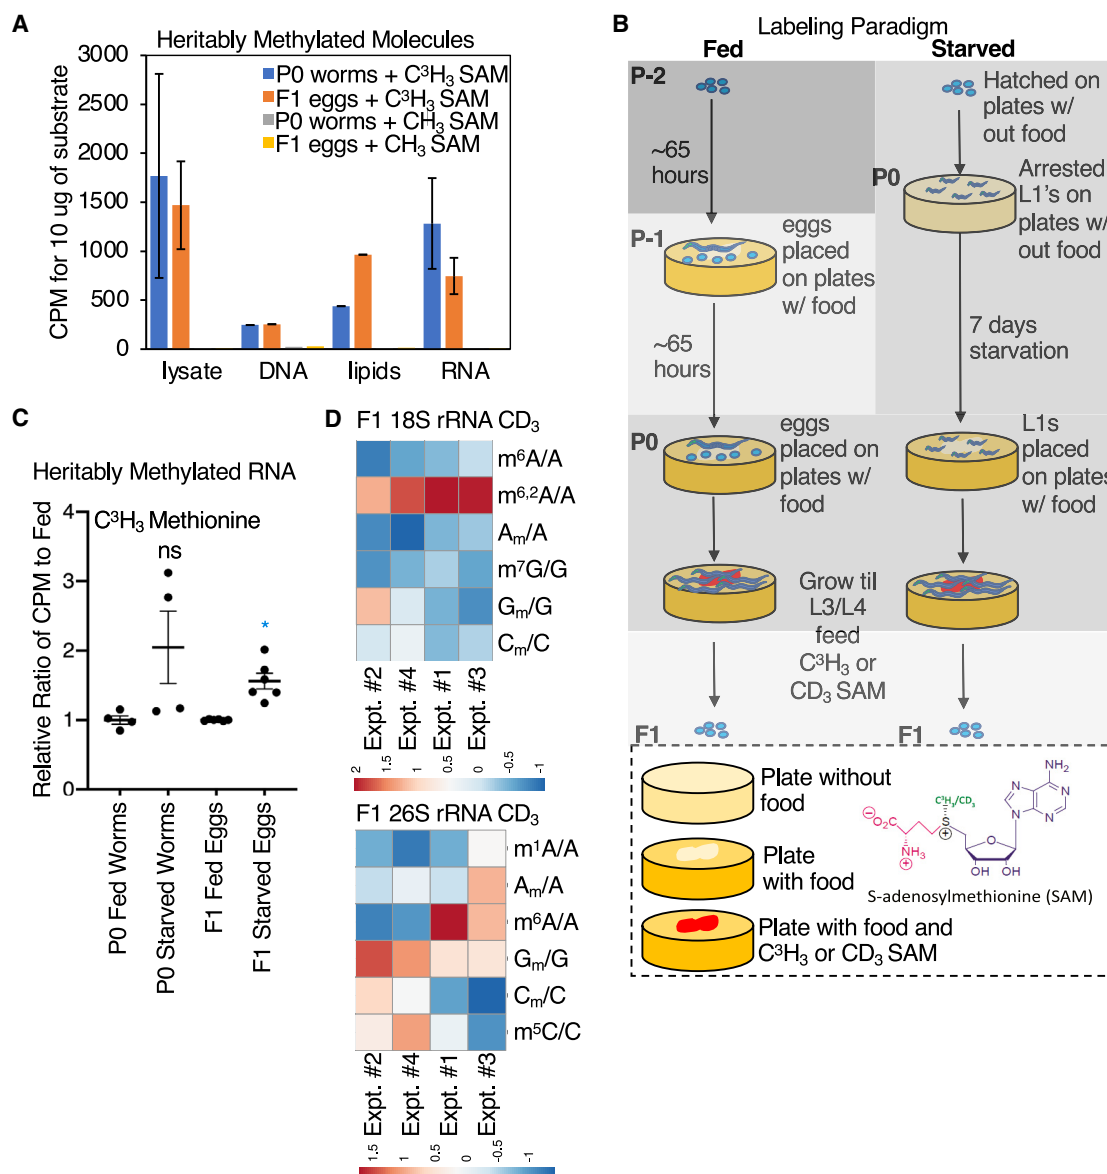 A
Heritably Methylated Molecules
CPM for 10 ug of substrate
3000
2500
2000
1500
1000
500
0
P0 worms + C³H₃ SAM
F1 eggs + C³H₃ SAM
P0 worms + CH₃ SAM
F1 eggs + CH₃ SAM
lysate
DNA
lipids
RNA
B
Labeling Paradigm
Fed
Starved
P-2
~65
hours
P-1
eggs
placed
on plates
w/ food
~65
hours
P0
eggs
placed on
plates w/
food
Hatched on
plates w/
out food
P0
Arrested
L1's on
plates w/
out food
7 days
starvation
L1s
placed
on plates
w/ food
Grow til
L3/L4
feed
C³H₃ or
CD₃ SAM
F1
F1
Plate without
food
Plate
with food
Plate with food and
C³H₃ or CD₃ SAM
NH₂
N
N
N
N
C³H₃/CD₃
S
⊕
⊖
O₂C
NH₃
⊕
O
OH
OH
S-adenosylmethionine (SAM)
C
Heritably Methylated RNA
C³H₃ Methionine
Relative Ratio of CPM to Fed
4
3
2
1
0
ns
*
P0 Fed Worms
P0 Starved Worms
F1 Fed Eggs
F1 Starved Eggs
D
F1 18S rRNA CD₃
m⁶A/A
m⁶,²A/A
Aₘ/A
m⁷G/G
Gₘ/G
Cₘ/C
Expt. #2
Expt. #4
Expt. #1
Expt. #3
2
1.5
1
0.5
0
-0.5
-1
F1 26S rRNA CD₃
m¹A/A
Aₘ/A
m⁶A/A
Gₘ/G
Cₘ/C
m⁵C/C
Expt. #2
Expt. #4
Expt. #1
Expt. #3
1.5
1
0.5
0
-0.5
-1